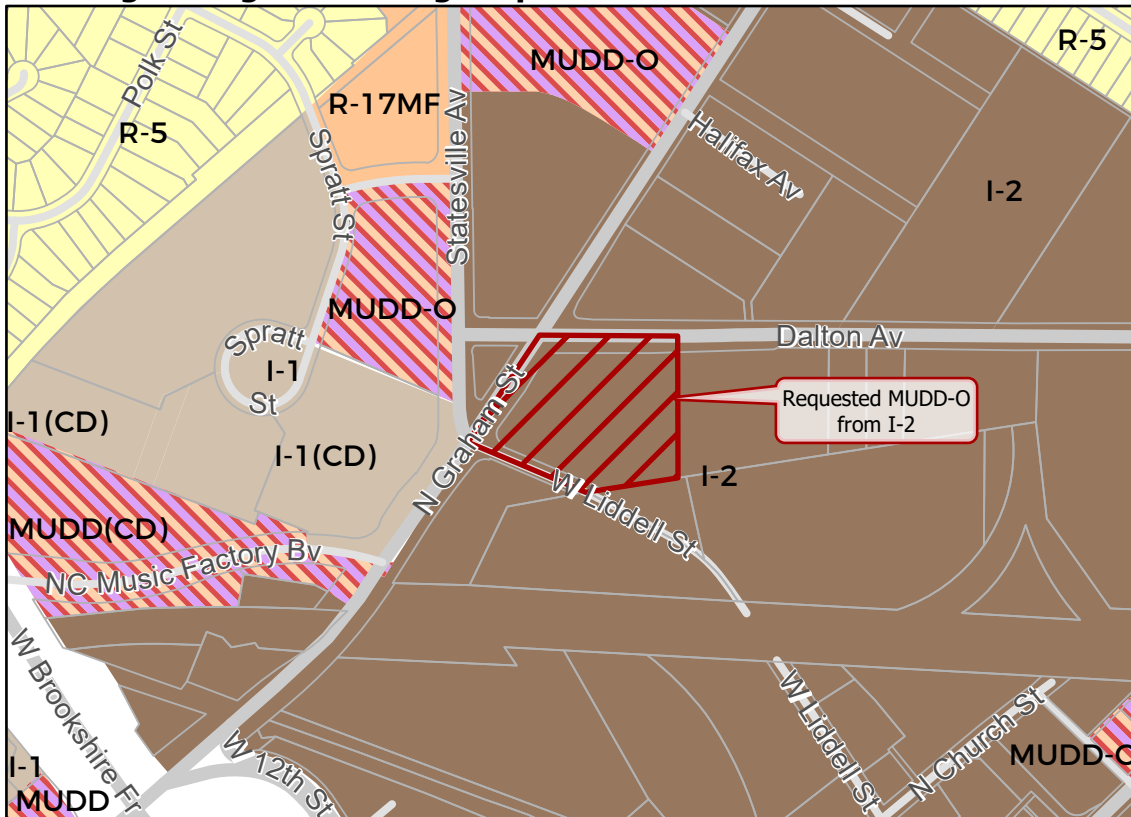 Polk St
R-5
R-17MF
Statesville Av
MUDD-O
R-5
Spratt St
Halifax Av
I-2
MUDD-O
Spratt
St
I-1
Dalton Av
Requested MUDD-O
from I-2
I-1(CD)
I-1(CD)
N Graham St
I-2
W Liddell St
MUDD(CD)
NC Music Factory Bv
W Brookshire Fr
W 12th St
W Liddell St
N Church St
MUDD-O
I-1
MUDD